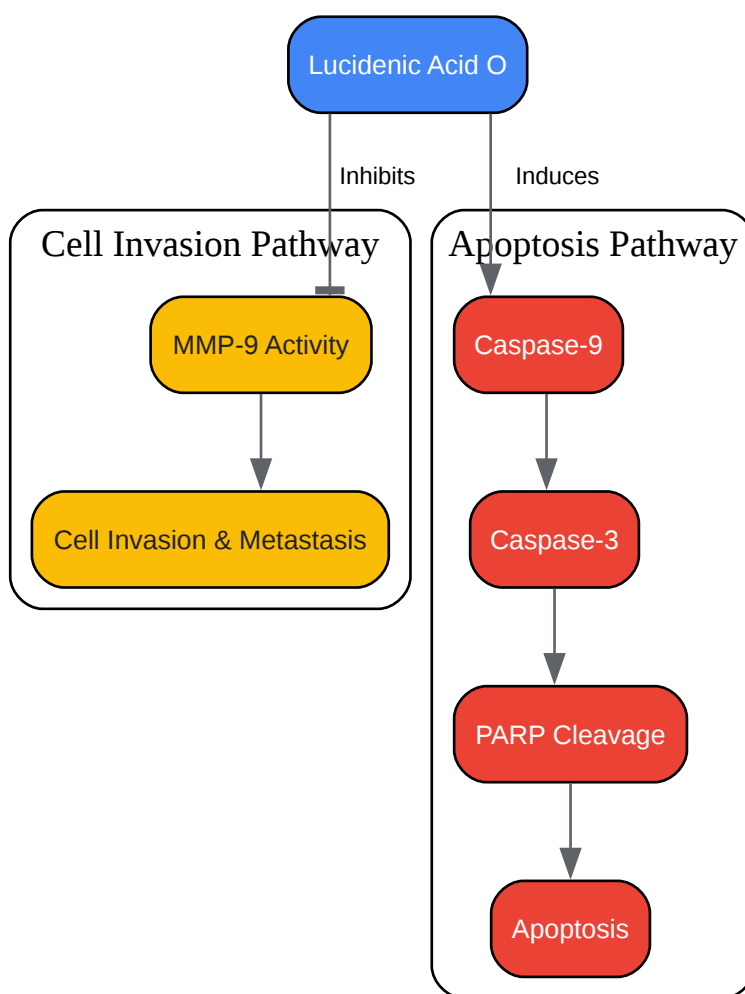 Lucidenic Acid O
Inhibits
Induces
Cell Invasion Pathway
Apoptosis Pathway
MMP-9 Activity
Caspase-9
Cell Invasion & Metastasis
Caspase-3
PARP Cleavage
Apoptosis